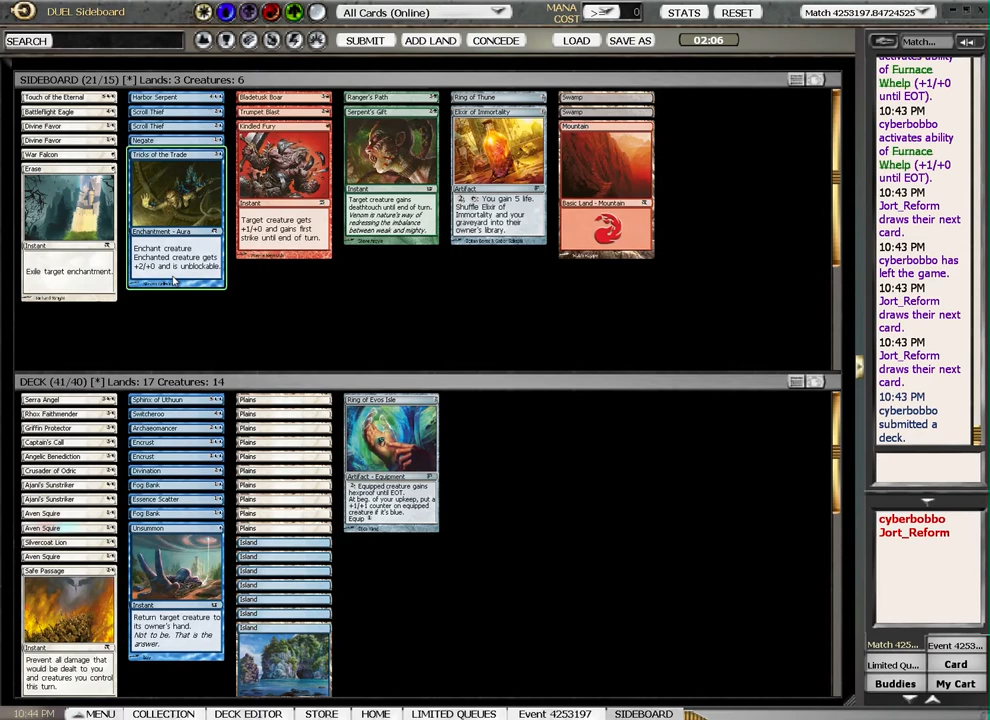 DUEL Sideboard
All Cards (Online)
MANA COST
0
STATS
RESET
Match 4253197.84724525
SEARCH
SUBMIT
ADD LAND
CONCEDE
LOAD
SAVE AS
02:06
Match...
SIDEBOARD (21/15) [*] Lands: 3 Creatures: 6
Touch of the Eternal
Battleflight Eagle
Divine Favor
Divine Favor
War Falcon
Erase
Instant
Exile target enchantment.
Harbor Serpent
Scroll Thief
Scroll Thief
Negate
Tricks of the Trade
Enchantment - Aura
Enchant creature
Enchanted creature gets
+2/+0 and is unblockable.
Bladetusk Boar
Trumpet Blast
Kindled Fury
Instant
Target creature gets
+1/+0 and gains first
strike until end of turn.
Ranger's Path
Serpent's Gift
Instant
Target creature gains
deathtouch until end of turn.
Venom is nature's way of
redressing the imbalance
between weak and mighty.
Ring of Thune
Elixir of Immortality
Artifact
: You gain 5 life.
Shuffle Elixir of
Immortality and your
graveyard into their
owner's library.
Swamp
Swamp
Mountain
Basic Land - Mountain
DECK (41/40) [*] Lands: 17 Creatures: 14
Serra Angel
Rhox Faithmender
Griffin Protector
Captain's Call
Angelic Benediction
Crusader of Odric
Ajani's Sunstriker
Ajani's Sunstriker
Aven Squire
Aven Squire
Silvercoat Lion
Aven Squire
Safe Passage
Instant
Prevent all damage that
would be dealt to you
and creatures you control
this turn.
Sphinx of Uthuun
Switcheroo
Archaeomancer
Encrust
Encrust
Divination
Fog Bank
Essence Scatter
Fog Bank
Unsummon
Instant
Return target creature to
its owner's hand.
Not to be. That is the
answer.
Plains
Plains
Plains
Plains
Plains
Plains
Plains
Plains
Plains
Plains
Island
Island
Island
Island
Island
Island
Island
Ring of Evos Isle
Artifact - Equipment
: Equipped creature gains
hexproof until EOT.
At beg. of your upkeep, put a
+1/+1 counter on equipped
creature if it's blue.
Equip
activates ability
of Furnace
Whelp (+1/+0
until EOT).
10:43 PM
cyberbobbo
activates ability
of Furnace
Whelp (+1/+0
until EOT).
10:43 PM
Jort_Reform
draws their next
card.
10:43 PM
cyberbobbo has
left the game.
10:43 PM
Jort_Reform
draws their next
card.
10:43 PM
Jort_Reform
draws their next
card.
10:43 PM
cyberbobbo
submitted a
deck.
cyberbobbo
Jort_Reform
Match 425...
Event 4253...
Limited Qu...
Card
Buddies
My Cart
10:44 PM
MENU
COLLECTION
DECK EDITOR
STORE
HOME
LIMITED QUEUES
Event 4253197
SIDEBOARD